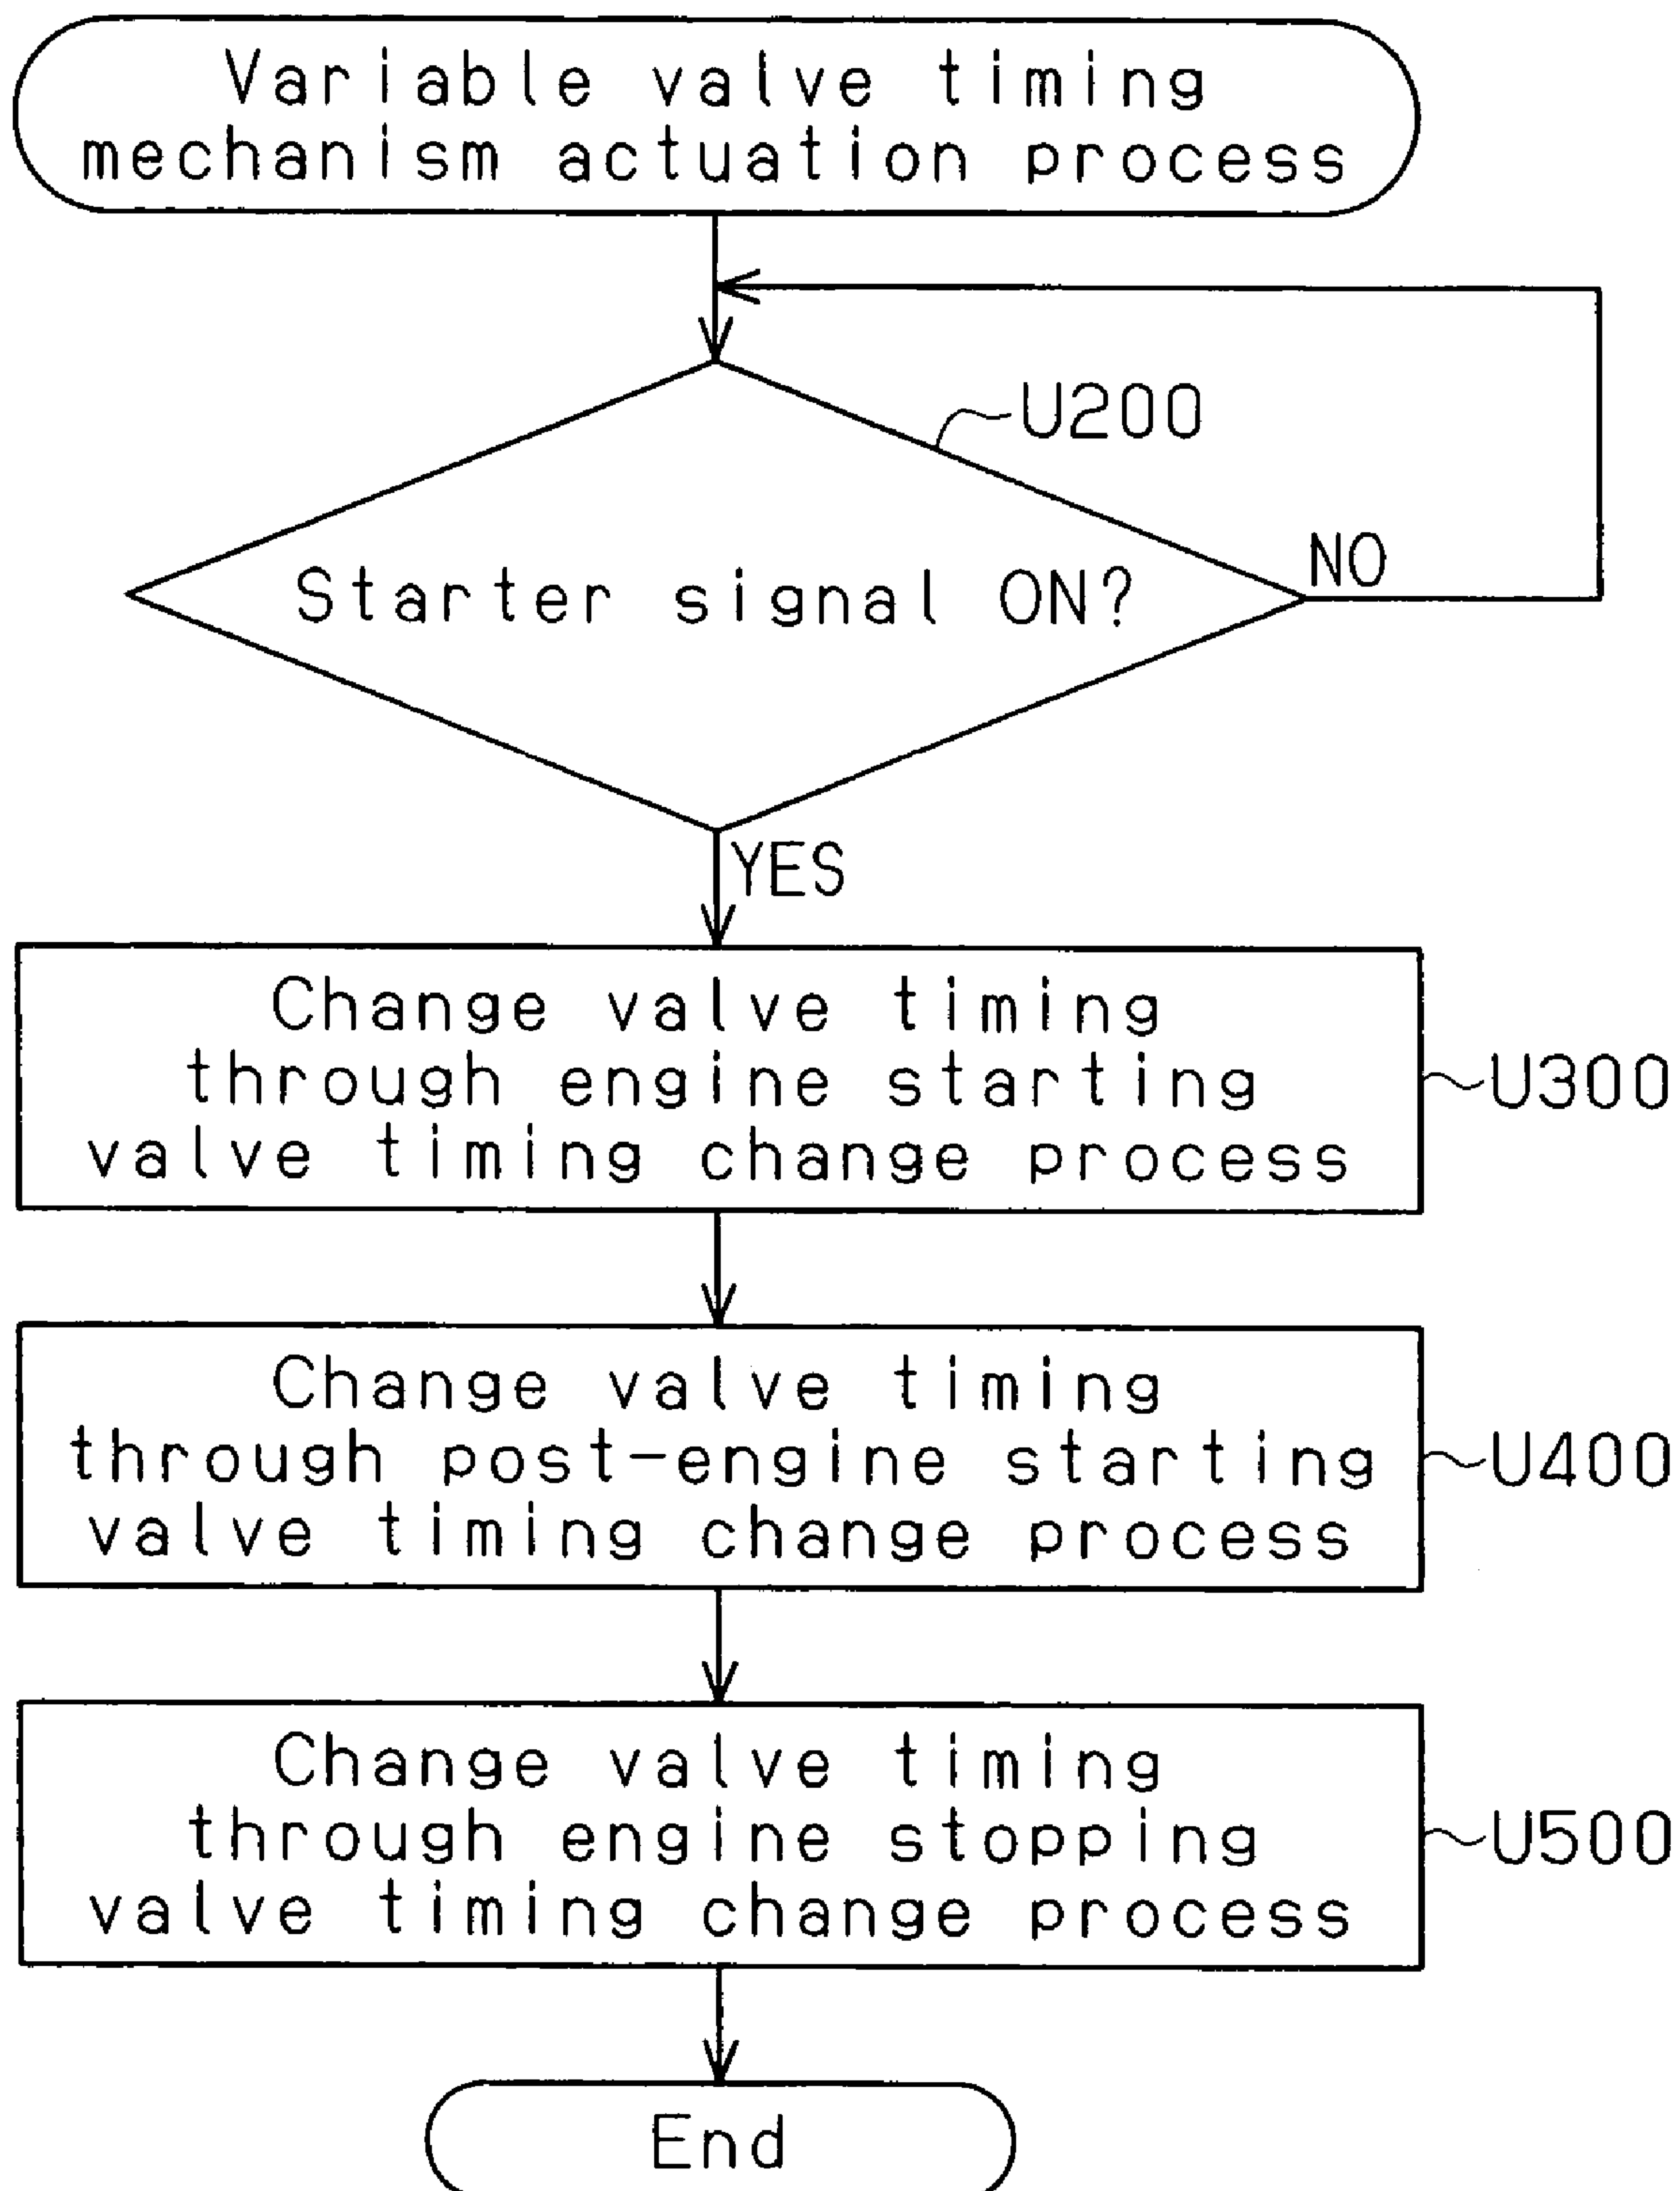 Variable valve timing
mechanism actuation process
U200
Starter signal ON?
NO
YES
Change valve timing
through engine starting
valve timing change process
U300
Change valve timing
through post-engine starting
valve timing change process
U400
Change valve timing
through engine stopping
valve timing change process
U500
End